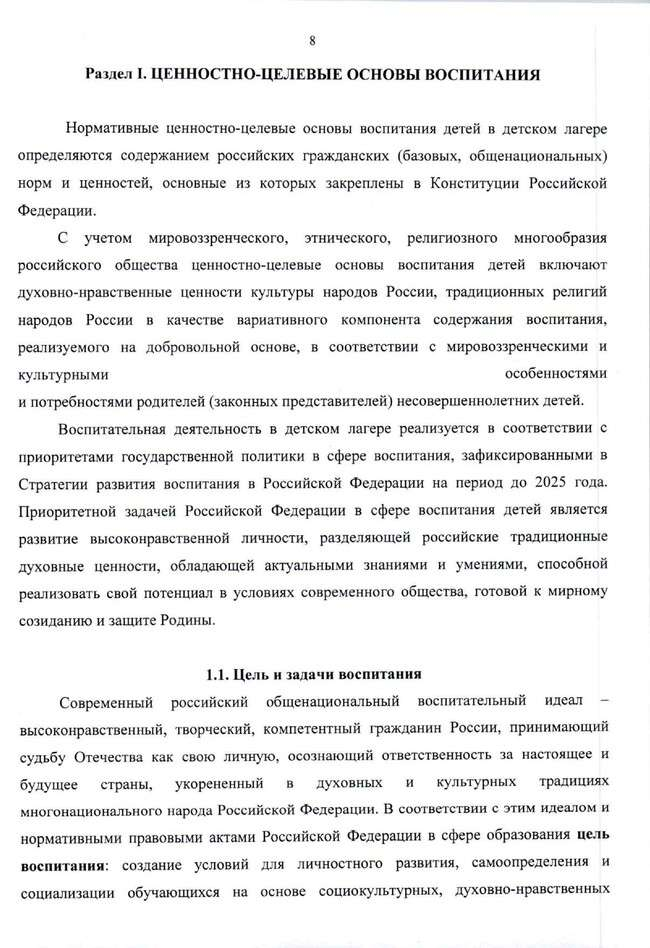 8
Раздел I. ЦЕННОСТНО-ЦЕЛЕВЫЕ ОСНОВЫ ВОСПИТАНИЯ
Нормативные ценностно-целевые основы воспитания детей в детском лагере
определяются содержанием российских гражданских (базовых, общенациональных)
норм и ценностей, основные из которых закреплены в Конституции Российской
Федерации.
С учетом мировоззренческого, этнического, религиозного многообразия
российского общества ценностно-целевые основы воспитания детей включают
духовно-нравственные ценности культуры народов России, традиционных религий
народов России в качестве вариативного компонента содержания воспитания,
реализуемого на добровольной основе, в соответствии с мировоззренческими и
культурными особенностями
и потребностями родителей (законных представителей) несовершеннолетних детей.
Воспитательная деятельность в детском лагере реализуется в соответствии с
приоритетами государственной политики в сфере воспитания, зафиксированными в
Стратегии развития воспитания в Российской Федерации на период до 2025 года.
Приоритетной задачей Российской Федерации в сфере воспитания детей является
развитие высоконравственной личности, разделяющей российские традиционные
духовные ценности, обладающей актуальными знаниями и умениями, способной
реализовать свой потенциал в условиях современного общества, готовой к мирному
созиданию и защите Родины.
1.1. Цель и задачи воспитания
Современный российский общенациональный воспитательный идеал –
высоконравственный, творческий, компетентный гражданин России, принимающий
судьбу Отечества как свою личную, осознающий ответственность за настоящее и
будущее страны, укорененный в духовных и культурных традициях
многонационального народа Российской Федерации. В соответствии с этим идеалом и
нормативными правовыми актами Российской Федерации в сфере образования цель
воспитания: создание условий для личностного развития, самоопределения и
социализации обучающихся на основе социокультурных, духовно-нравственных